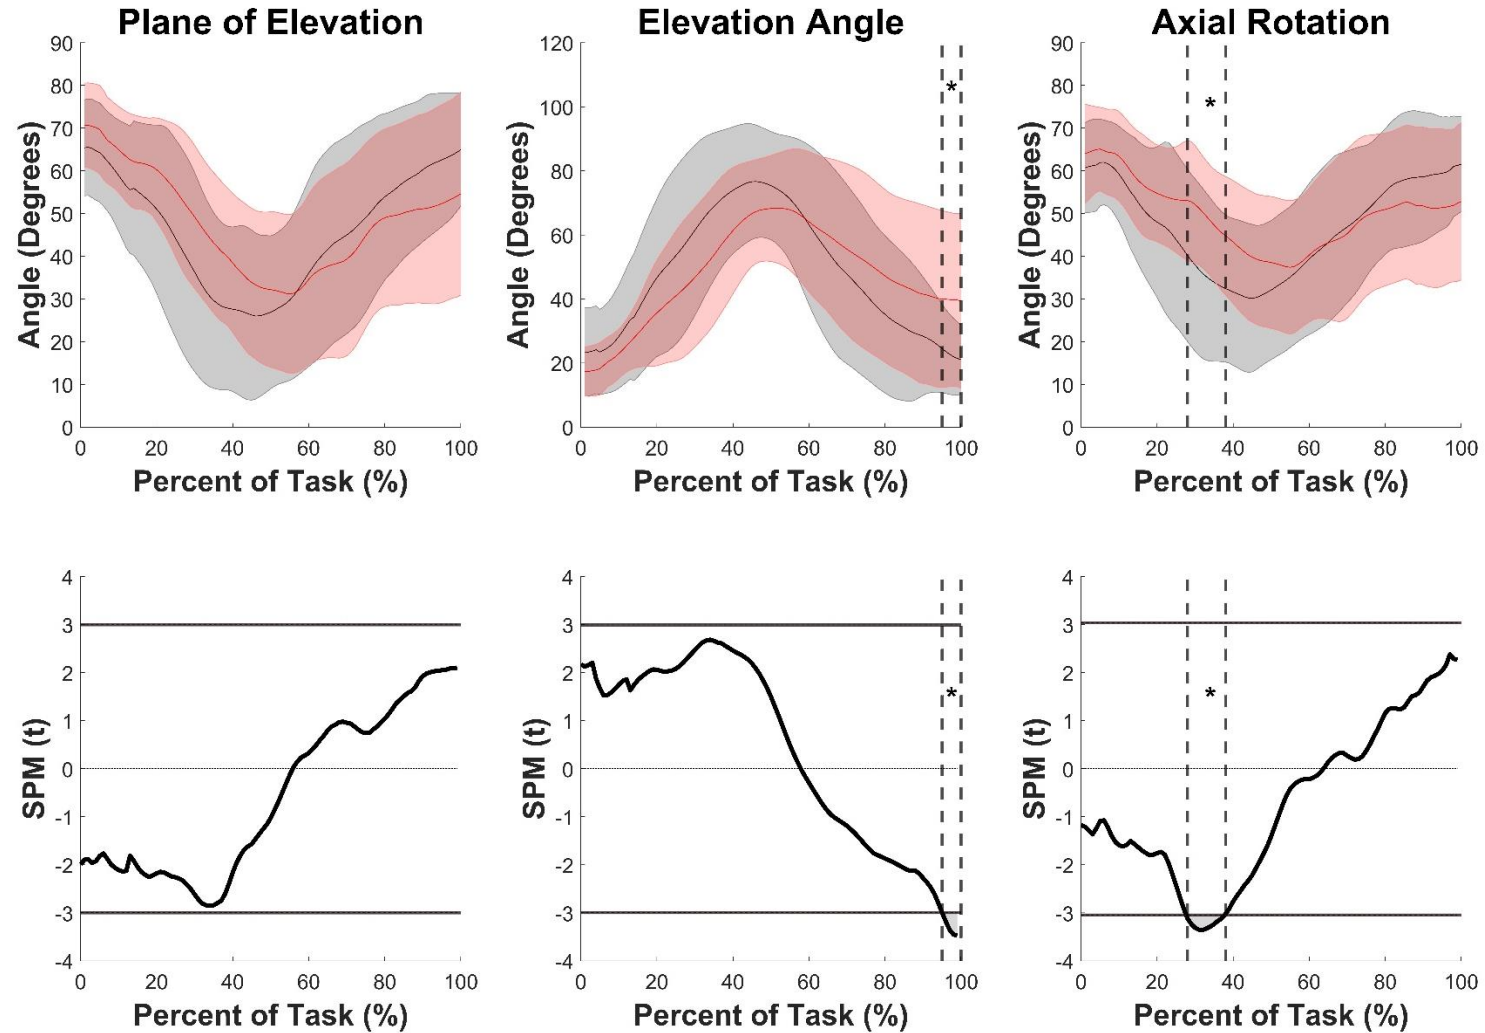 Plane of Elevation
90
80
70
60
50
40
30
20
10
0
Angle (Degrees)
0 20 40 60 80 100
Percent of Task (%)
Elevation Angle
120
100
80
60
40
20
0
Angle (Degrees)
*
0 20 40 60 80 100
Percent of Task (%)
Axial Rotation
90
80
70
60
50
40
30
20
10
0
Angle (Degrees)
*
0 20 40 60 80 100
Percent of Task (%)
4
3
2
1
0
-1
-2
-3
-4
SPM (t)
0 20 40 60 80 100
Percent of Task (%)
4
3
2
1
0
-1
-2
-3
-4
SPM (t)
*
0 20 40 60 80 100
Percent of Task (%)
4
3
2
1
0
-1
-2
-3
-4
SPM (t)
*
0 20 40 60 80 100
Percent of Task (%)